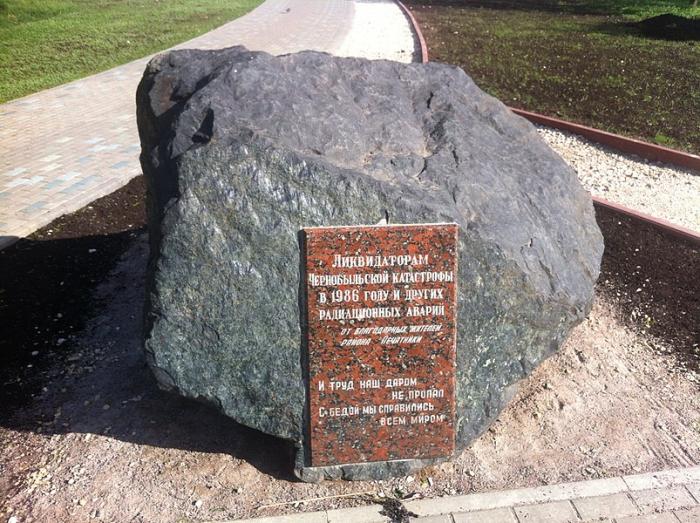 Ликвидаторам
Чернобыльской катастрофы
в 1986 году и других
радиационных аварий
от благодарных жителей
района Печатники
И труд наш даром
не пропал
С бедой мы справились
всем миром